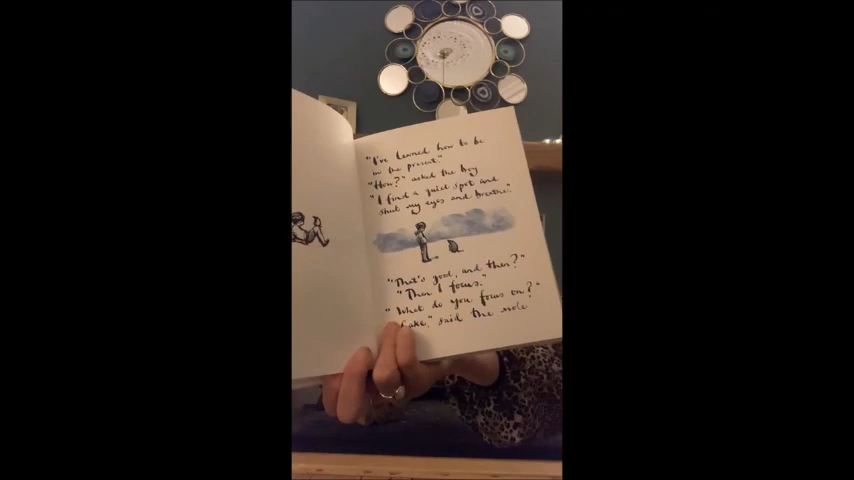 "I've learned how to be
in the present."
"How?" asked the boy
"I find a quiet spot and
shut my eyes and breathe".
"That's good, and then?"
"Then I focus."
"What do you focus on?"
"Cake," said the mole